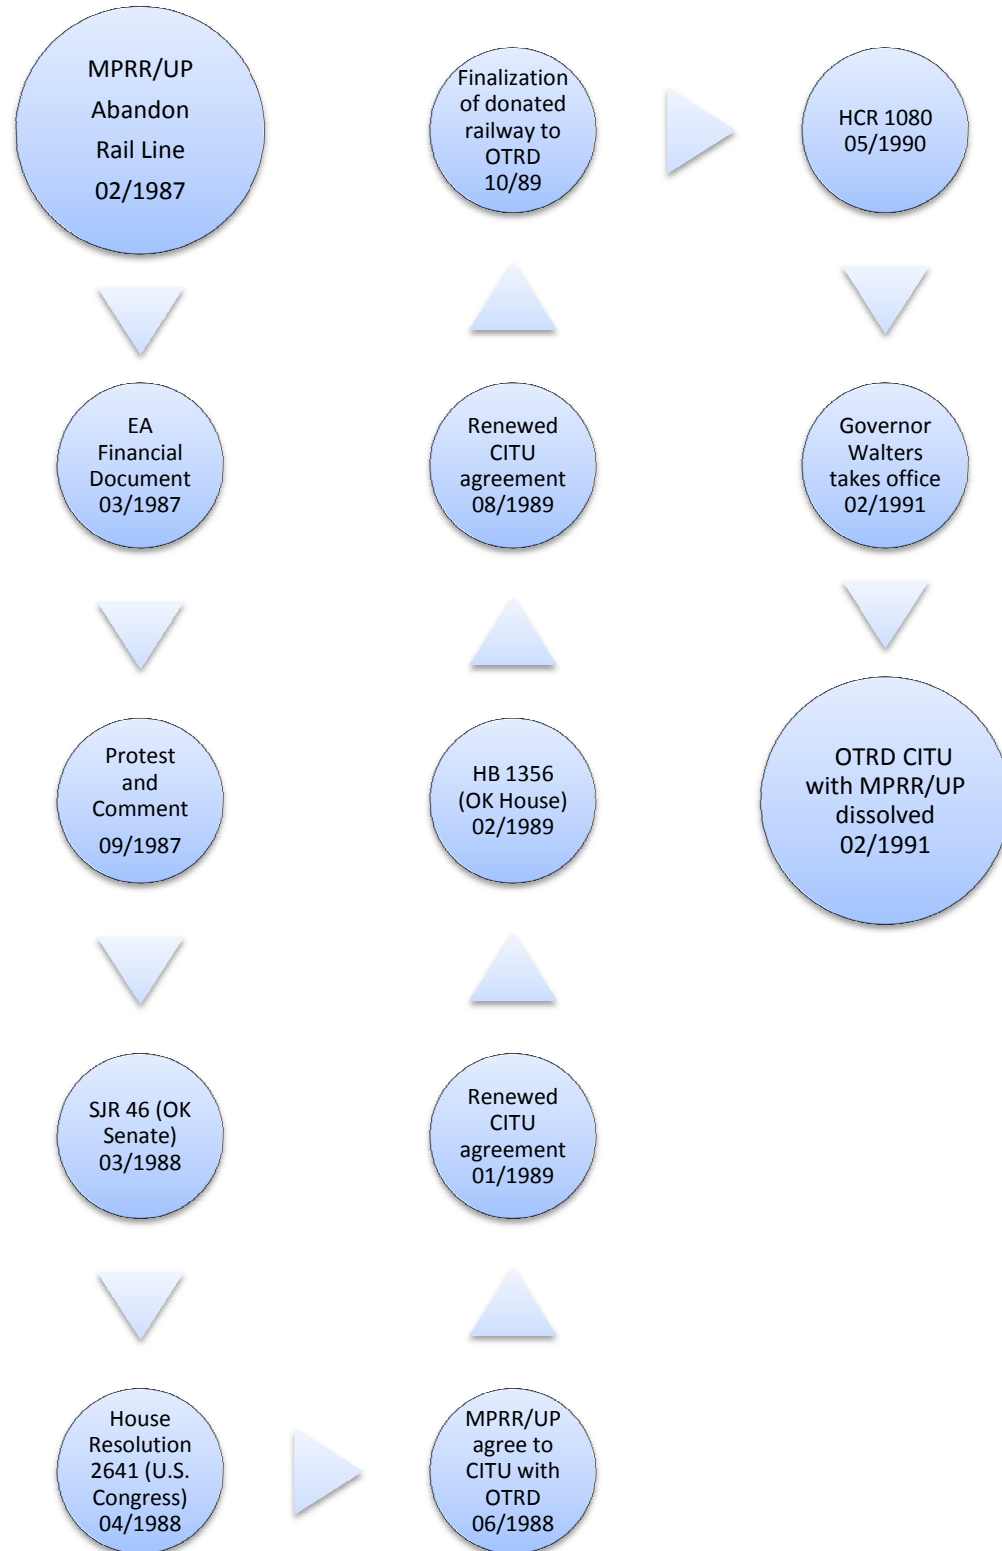 MPRR/UP
Abandon
Rail Line
02/1987
EA
Financial
Document
03/1987
Protest
and
Comment
09/1987
SJR 46 (OK
Senate)
03/1988
House
Resolution
2641 (U.S.
Congress)
04/1988
MPRR/UP
agree to
CITU with
OTRD
06/1988
Renewed
CITU
agreement
01/1989
HB 1356
(OK House)
02/1989
Renewed
CITU
agreement
08/1989
Finalization
of donated
railway to
OTRD
10/89
HCR 1080
05/1990
Governor
Walters
takes office
02/1991
OTRD CITU
with MPRR/UP
dissolved
02/1991